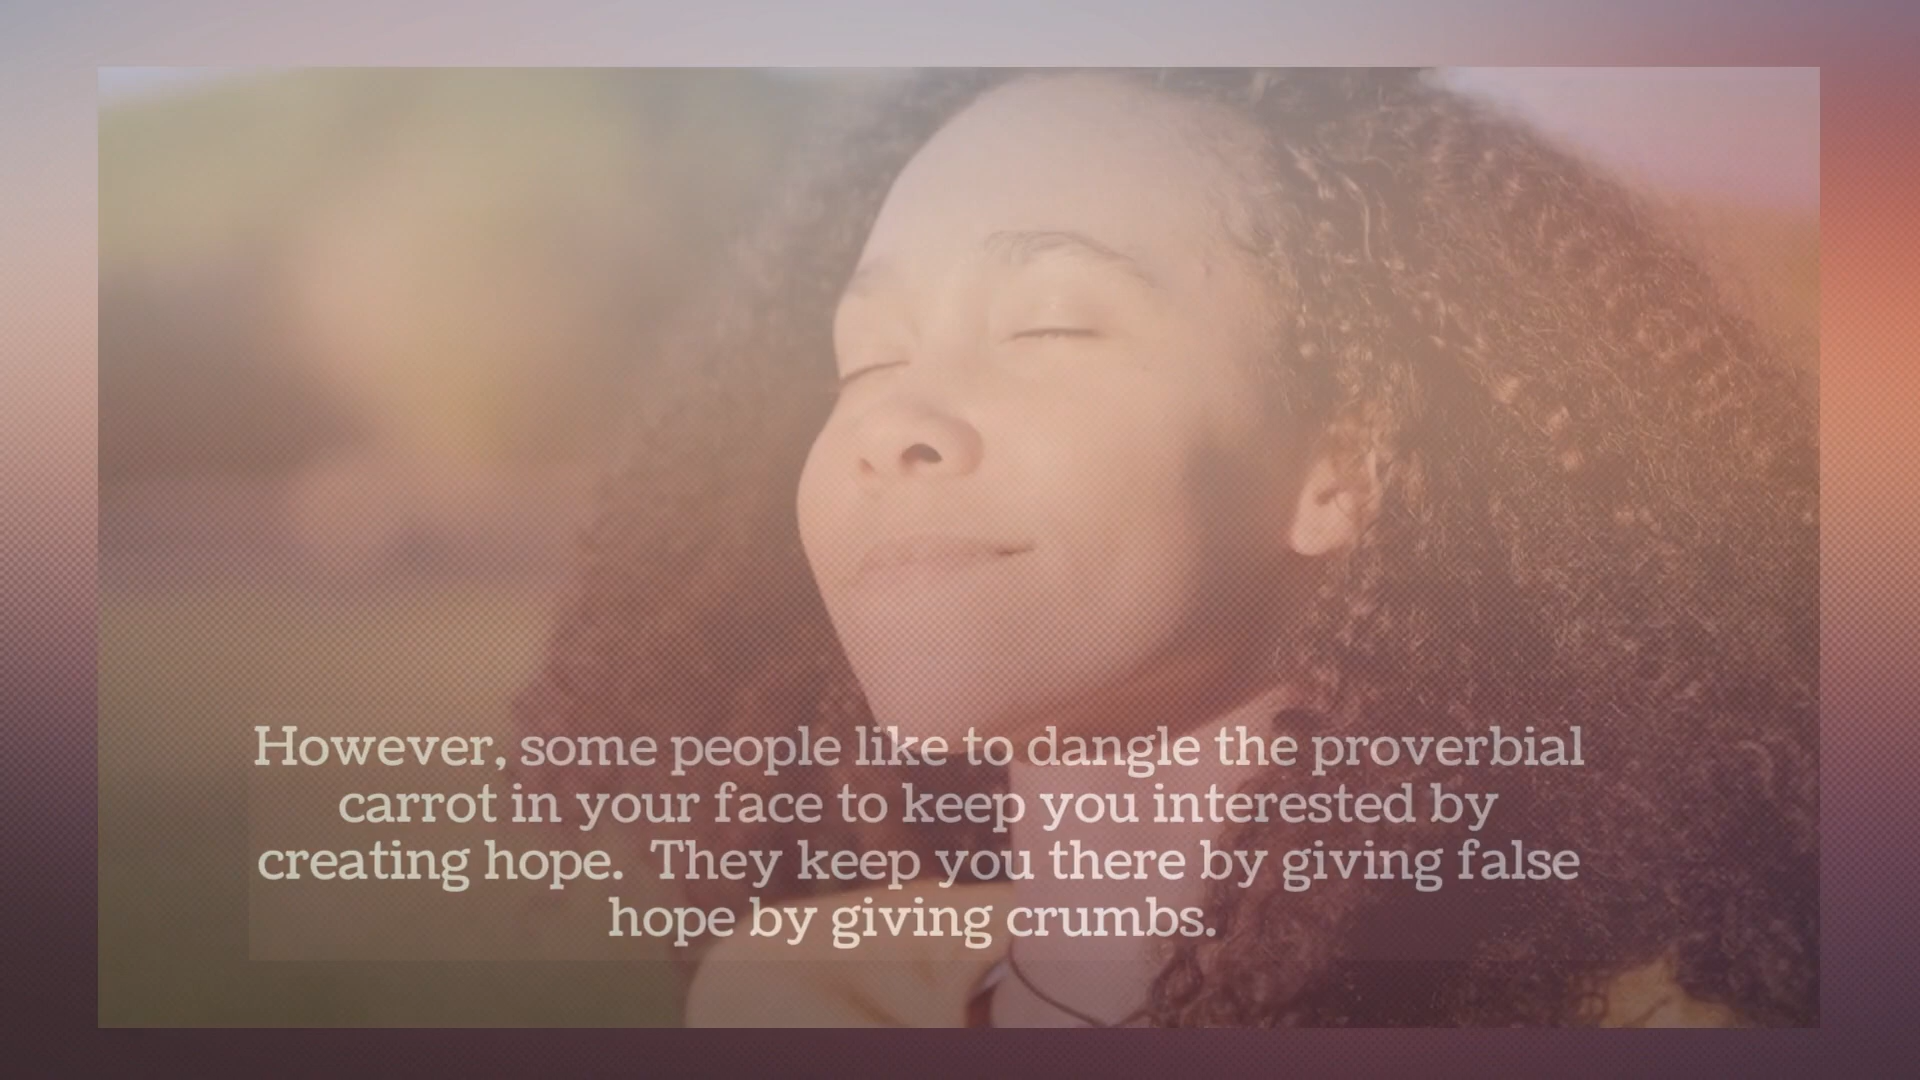 However, some people like to dangle the proverbial
carrot in your face to keep you interested by
creating hope.  They keep you there by giving false
hope by giving crumbs.